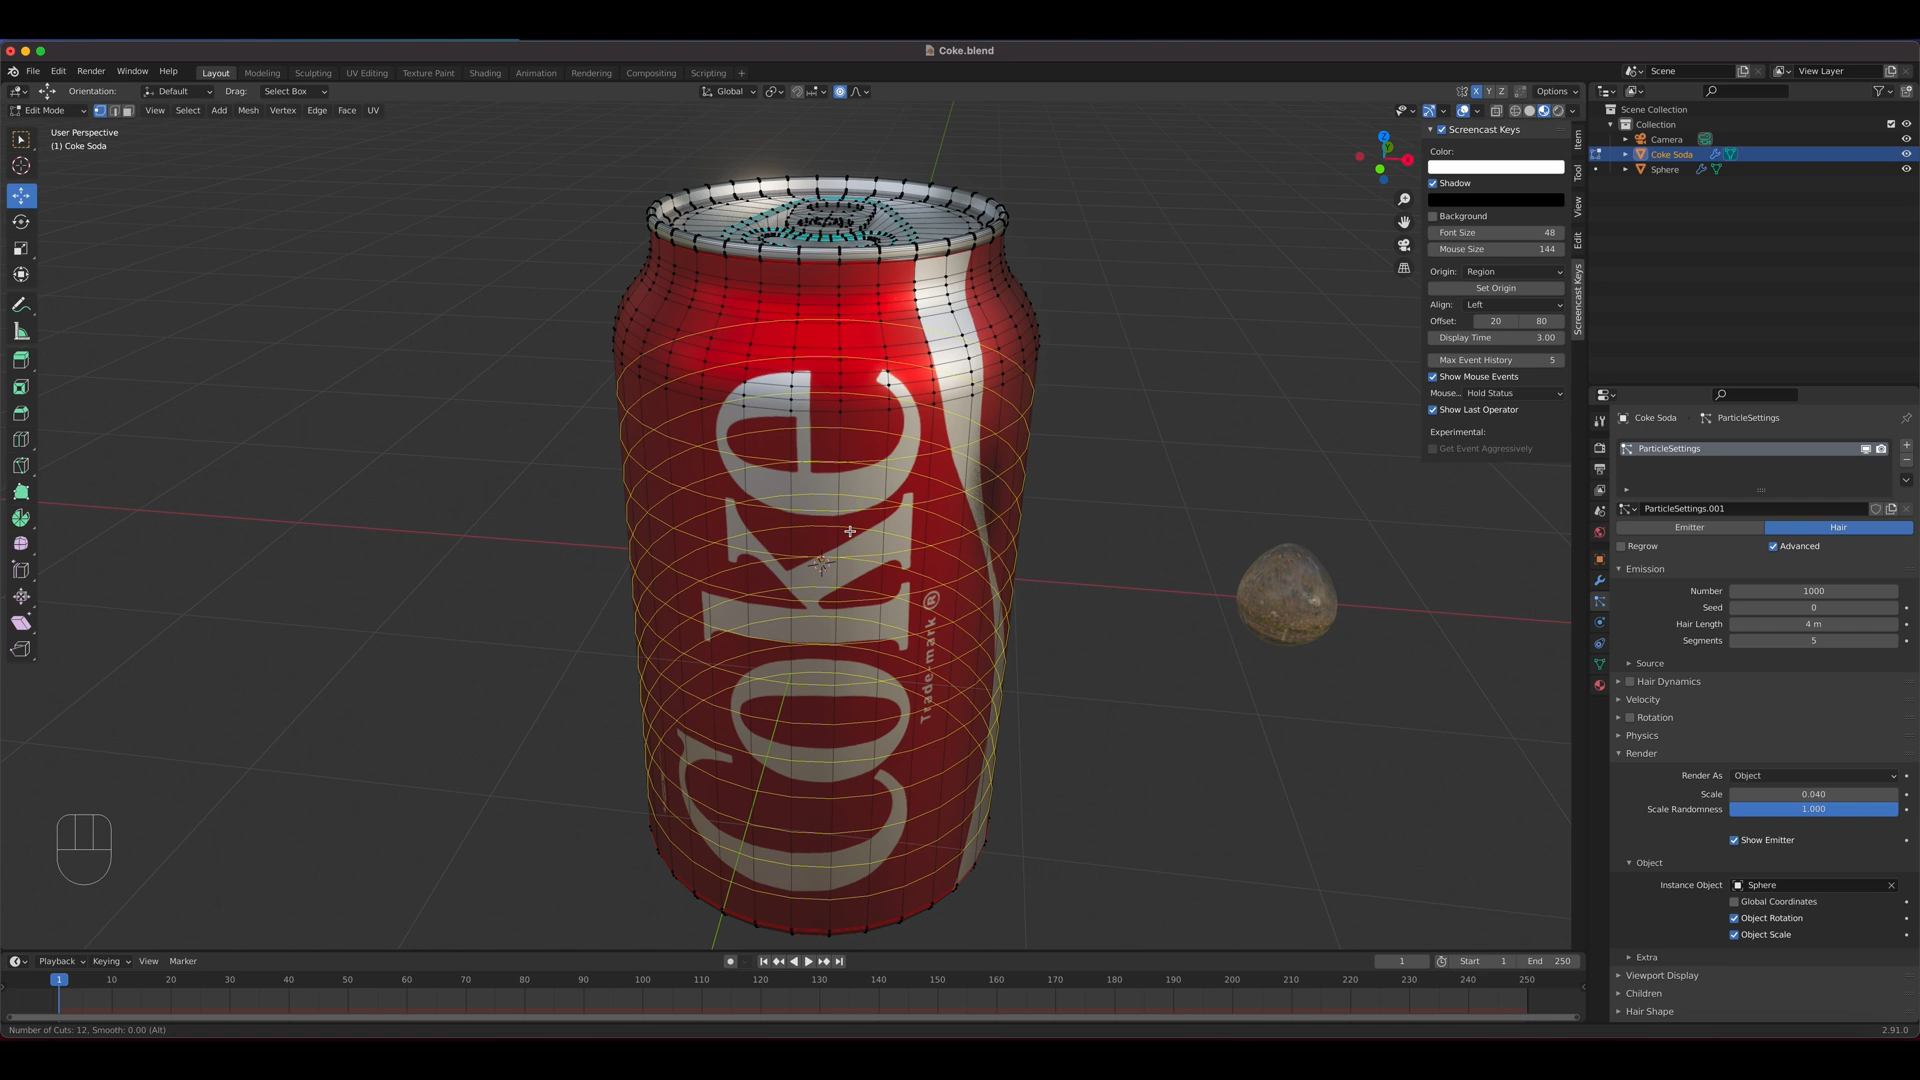 Coke.blend
File Edit Render Window Help Layout Modeling Sculpting UV Editing Texture Paint Shading Animation Rendering Compositing Scripting + Scene View Layer
Orientation: Default Drag: Select Box Global X Y Z Options
Edit Mode View Select Add Mesh Vertex Edge Face UV
User Perspective
(1) Coke Soda
COKE
Trade-mark ®
Screencast Keys
Color:
Shadow
Background
Font Size 48
Mouse Size 144
Origin: Region
Set Origin
Align: Left
Offset: 20 80
Display Time 3.00
Max Event History 5
Show Mouse Events
Mouse... Hold Status
Show Last Operator
Experimental:
Get Event Aggressively
Item
Tool
View
Edit
Screencast Keys
Scene Collection
Collection
Camera
Coke Soda
Sphere
Coke Soda ParticleSettings
ParticleSettings
ParticleSettings.001
Emitter Hair
Regrow Advanced
Emission
Number 1000
Seed 0
Hair Length 4 m
Segments 5
Source
Hair Dynamics
Velocity
Rotation
Physics
Render
Render As Object
Scale 0.040
Scale Randomness 1.000
Show Emitter
Object
Instance Object Sphere
Global Coordinates
Object Rotation
Object Scale
Extra
Viewport Display
Children
Hair Shape
Playback Keying View Marker 1 Start 1 End 250
1 10 20 30 40 50 60 70 80 90 100 110 120 130 140 150 160 170 180 190 200 210 220 230 240 250
Number of Cuts: 12, Smooth: 0.00 (Alt) 2.91.0